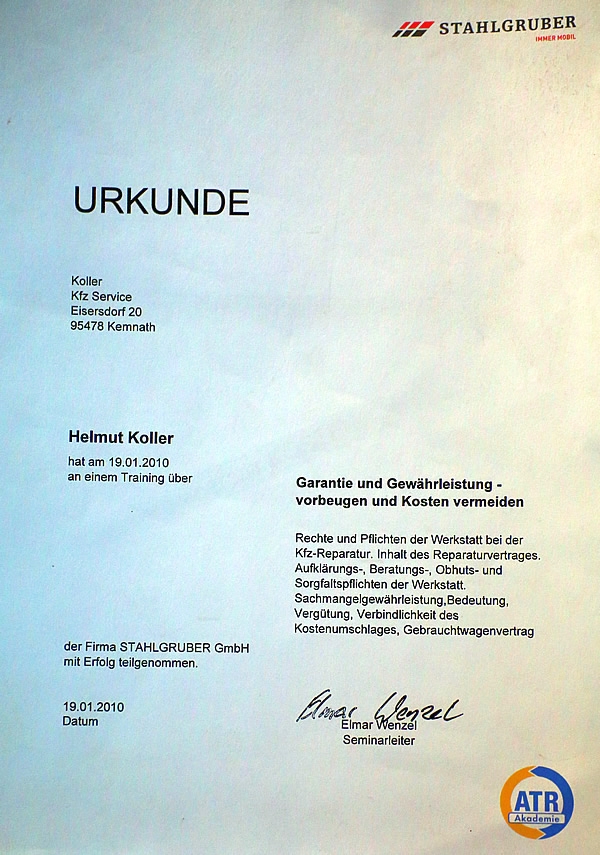 STAHLGRUBER
IMMER MOBIL
URKUNDE
Koller
Kfz Service
Eisersdorf 20
95478 Kemnath
Helmut Koller
hat am 19.01.2010
an einem Training über
Garantie und Gewährleistung -
vorbeugen und Kosten vermeiden
Rechte und Pflichten der Werkstatt bei der
Kfz-Reparatur. Inhalt des Reparaturvertrages.
Aufklärungs-, Beratungs-, Obhuts- und
Sorgfaltspflichten der Werkstatt.
Sachmangelgewährleistung,Bedeutung,
Vergütung, Verbindlichkeit des
Kostenumschlages, Gebrauchtwagenvertrag
der Firma STAHLGRUBER GmbH
mit Erfolg teilgenommen.
19.01.2010
Datum
Elmar Wenzel
Elmar Wenzel
Seminarleiter
ATR
Akademie